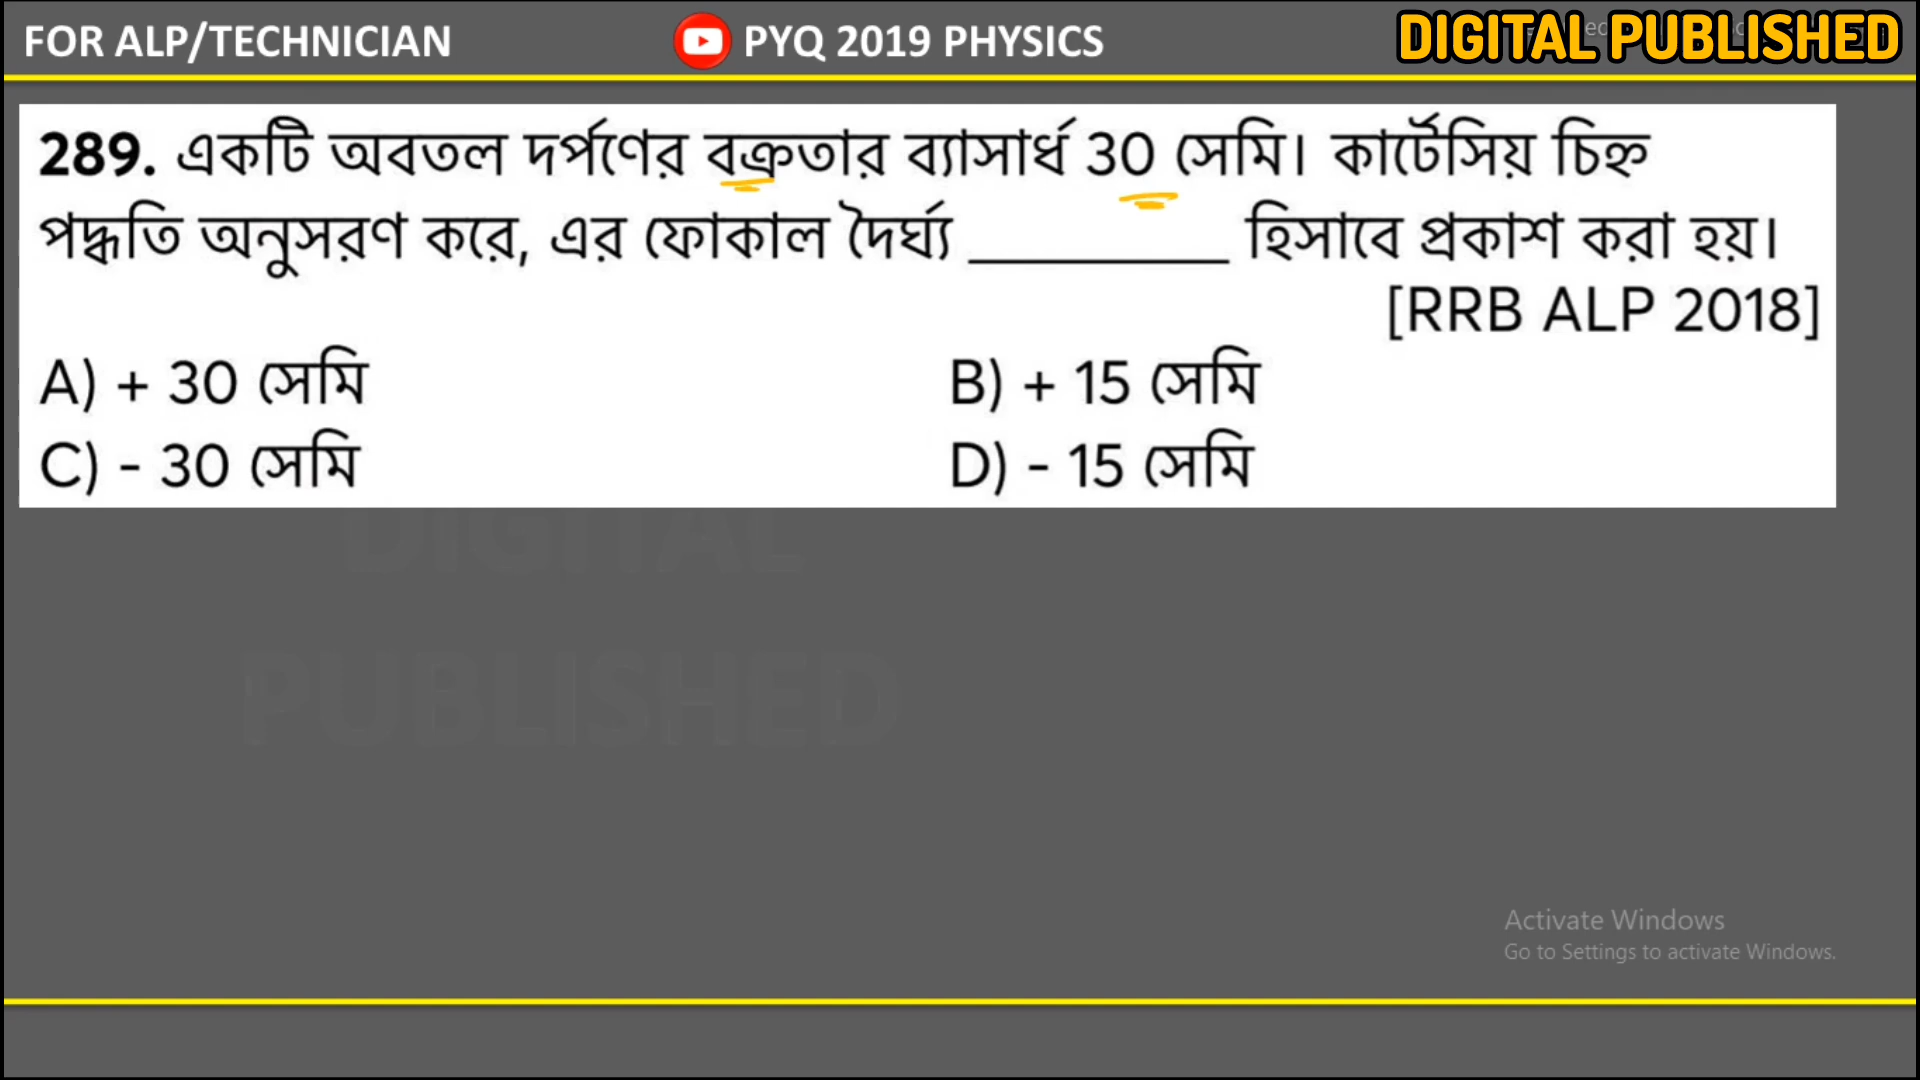 FOR ALP/TECHNICIAN
PYQ 2019 PHYSICS
DIGITAL PUBLISHED
289. একটি অবতল দর্পণের বক্রতার ব্যাসার্ধ 30 সেমি। কার্টেসিয় চিহ্ন
পদ্ধতি অনুসরণ করে, এর ফোকাল দৈর্ঘ্য _________ হিসাবে প্রকাশ করা হয়।
[RRB ALP 2018]
A) + 30 সেমি
B) + 15 সেমি
C) - 30 সেমি
D) - 15 সেমি
DIGITAL
PUBLISHED
Activate Windows
Go to Settings to activate Windows.